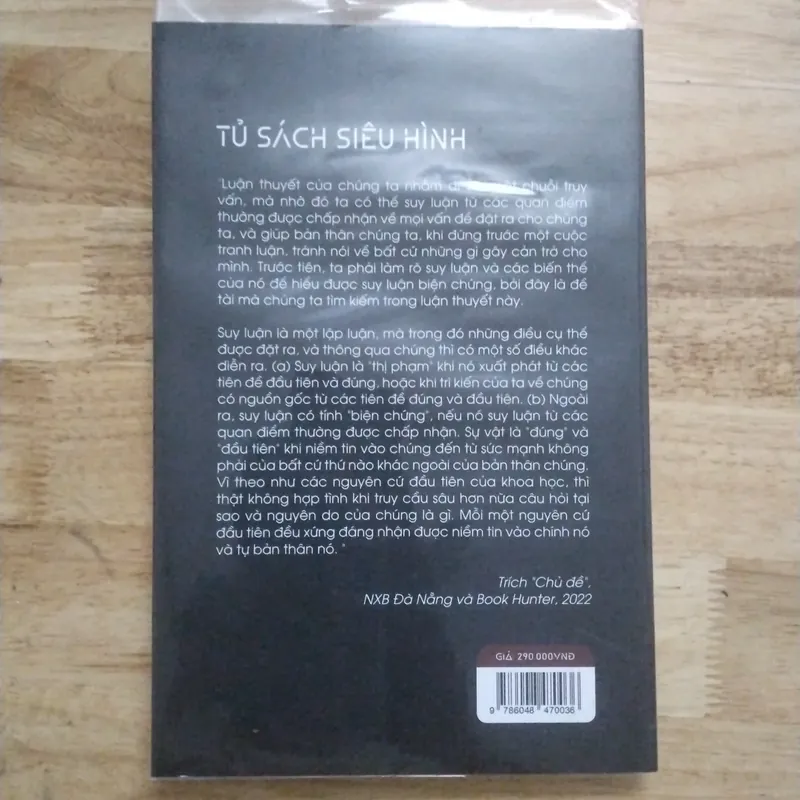 TỦ SÁCH SIÊU HÌNH
"Luận thuyết của chúng ta nhằm chuỗi truy
vấn, mà nhờ đó ta có thể suy luận từ các quan điểm
thường được chấp nhận về mọi vấn đề đặt ra cho chúng
ta, và giúp bản thân chúng ta, khi đứng trước một cuộc
tranh luận, tránh nói về bất cứ những gì gây cản trở cho
mình. Trước tiên, ta phải làm rõ suy luận và các biến thể
của nó để hiểu được suy luận biện chứng, bởi đây là đề
tài mà chúng ta tìm kiếm trong luận thuyết này.
Suy luận là một lập luận, mà trong đó những điều cụ thể
được đặt ra, và thông qua chúng thì có một số điều khác
diễn ra. (a) Suy luận là "thị phạm" khi nó xuất phát từ các
tiên đề đầu tiên và đúng, hoặc khi tri kiến của ta về chúng
có nguồn gốc từ các tiên đề đúng và đầu tiên. (b) Ngoài
ra, suy luận có tính "biện chứng", nếu nó suy luận từ các
quan điểm thường được chấp nhận. Sự vật là "đúng" và
"đầu tiên" khi niềm tin vào chúng đến từ sức mạnh không
phải của bất cứ thứ nào khác ngoài của bản thân chúng.
Vì theo như các nguyên cứ đầu tiên của khoa học, thì
thật không hợp tình khi truy cầu sâu hơn nữa câu hỏi tại
sao và nguyên do của chúng là gì. Mỗi một nguyên cứ
đầu tiên đều xứng đáng nhận được niềm tin vào chính nó
và tự bản thân nó. "
Trích "Chủ đề",
NXB Đà Nẵng và Book Hunter, 2022
GIÁ 290.000VNĐ
9 786048 470036